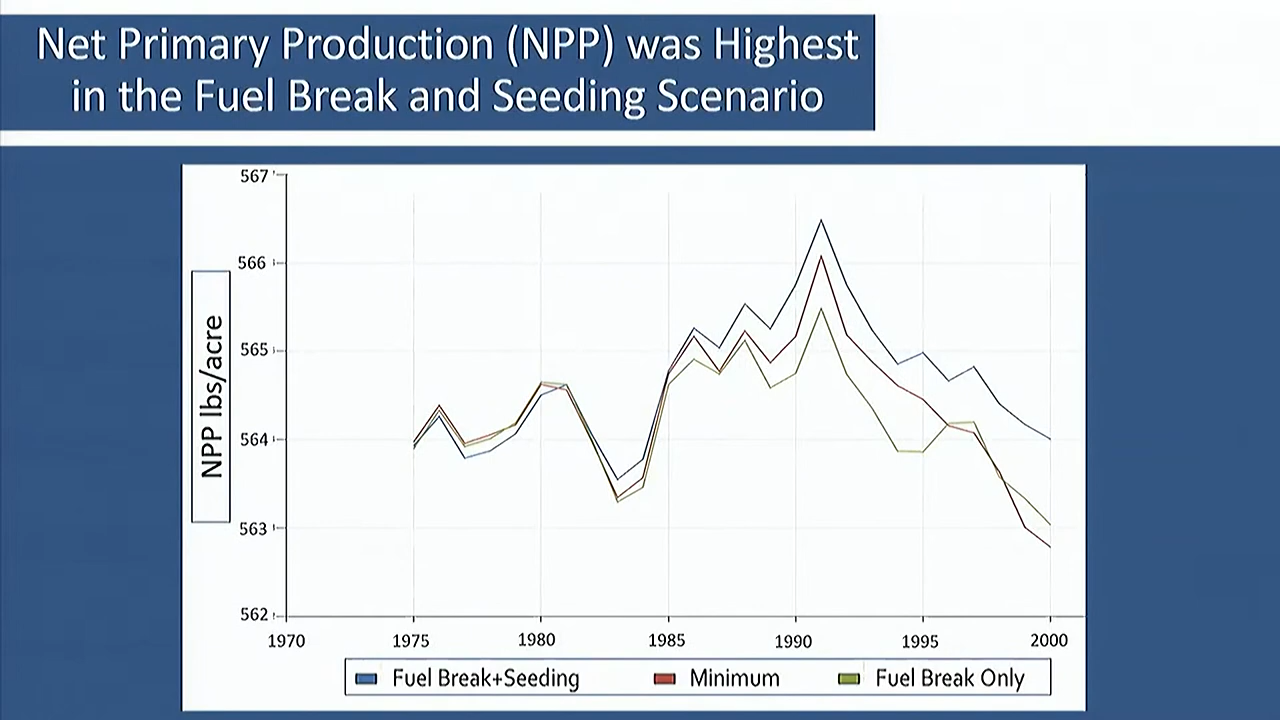 Net Primary Production (NPP) was Highest
in the Fuel Break and Seeding Scenario
NPP lbs/acre
567
566
565
564
563
562
1970 1975 1980 1985 1990 1995 2000
Fuel Break+Seeding Minimum Fuel Break Only